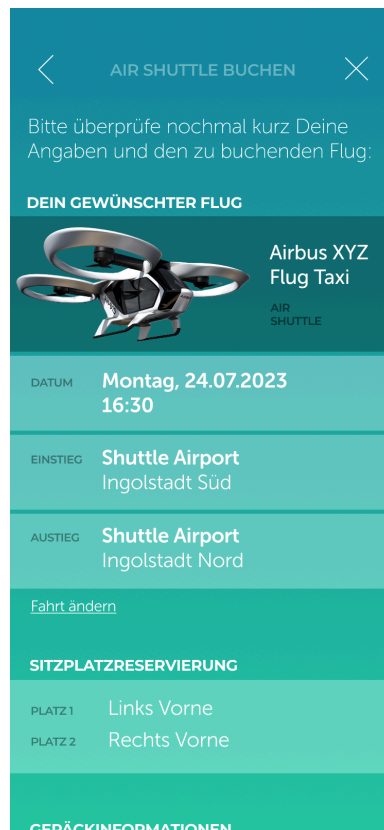 AIR SHUTTLE BUCHEN
Bitte überprüfe nochmal kurz Deine
Angaben und den zu buchenden Flug:
DEIN GEWÜNSCHTER FLUG
Airbus XYZ
Flug Taxi
AIR
SHUTTLE
DATUM Montag, 24.07.2023
16:30
EINSTIEG Shuttle Airport
Ingolstadt Süd
AUSTIEG Shuttle Airport
Ingolstadt Nord
Fahrt ändern
SITZPLATZRESERVIERUNG
PLATZ 1 Links Vorne
PLATZ 2 Rechts Vorne
GEPÄCKINFORMATIONEN